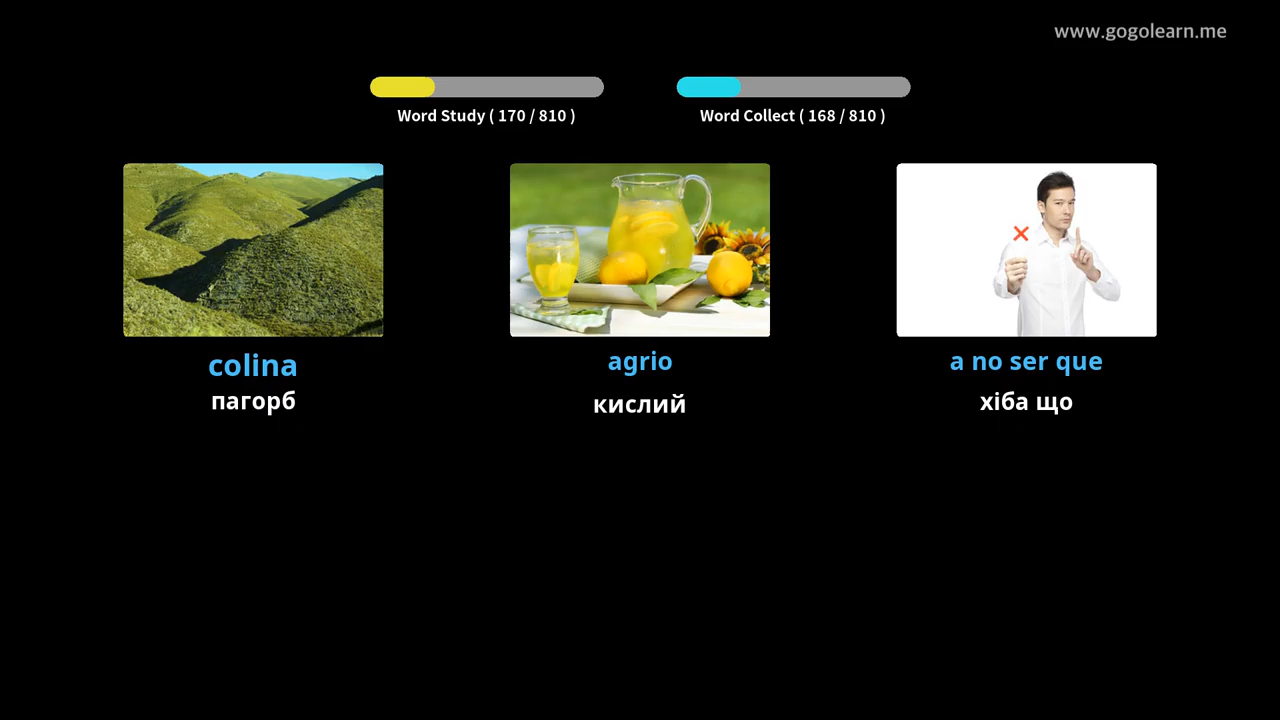 www.gogolearn.me
Word Study ( 170 / 810 )
Word Collect ( 168 / 810 )
colina
agrio
a no ser que
пагорб
кислий
хіба що